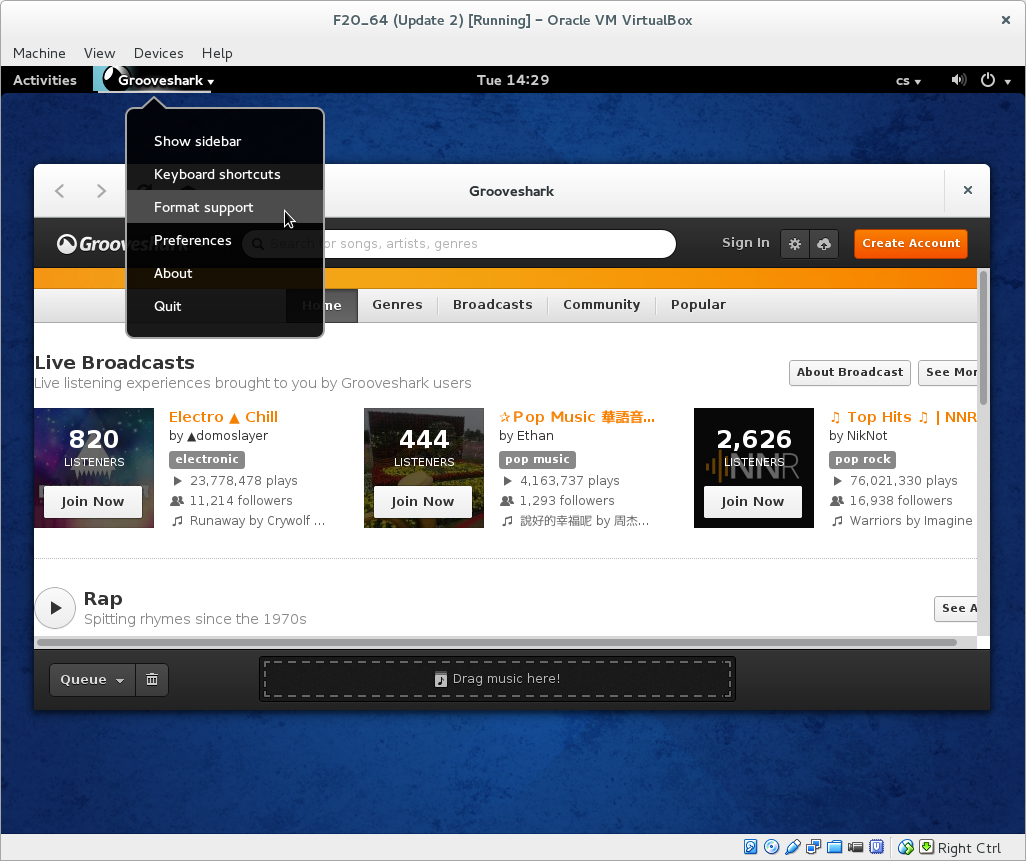 F20_64 (Update 2) [Running] – Oracle VM VirtualBox
Machine View Devices Help
Activities Grooveshark Tue 14:29 cs
Show sidebar
Keyboard shortcuts
Format support
Preferences
About
Quit
Grooveshark
Grooveshark Search for songs, artists, genres Sign In Create Account
Home Genres Broadcasts Community Popular
Live Broadcasts
Live listening experiences brought to you by Grooveshark users
About Broadcast See Mor
820
LISTENERS
Join Now
Electro ▲ Chill
by ▲domoslayer
electronic
23,778,478 plays
11,214 followers
Runaway by Crywolf ...
444
LISTENERS
Join Now
☆Pop Music 華語音...
by Ethan
pop music
4,163,737 plays
1,293 followers
說好的幸福呢 by 周杰...
2,626
LISTENERS
NNR
Join Now
♫ Top Hits ♫ | NNR
by NikNot
pop rock
76,021,330 plays
16,938 followers
Warriors by Imagine
Rap
Spitting rhymes since the 1970s
See A
Queue
Drag music here!
Right Ctrl